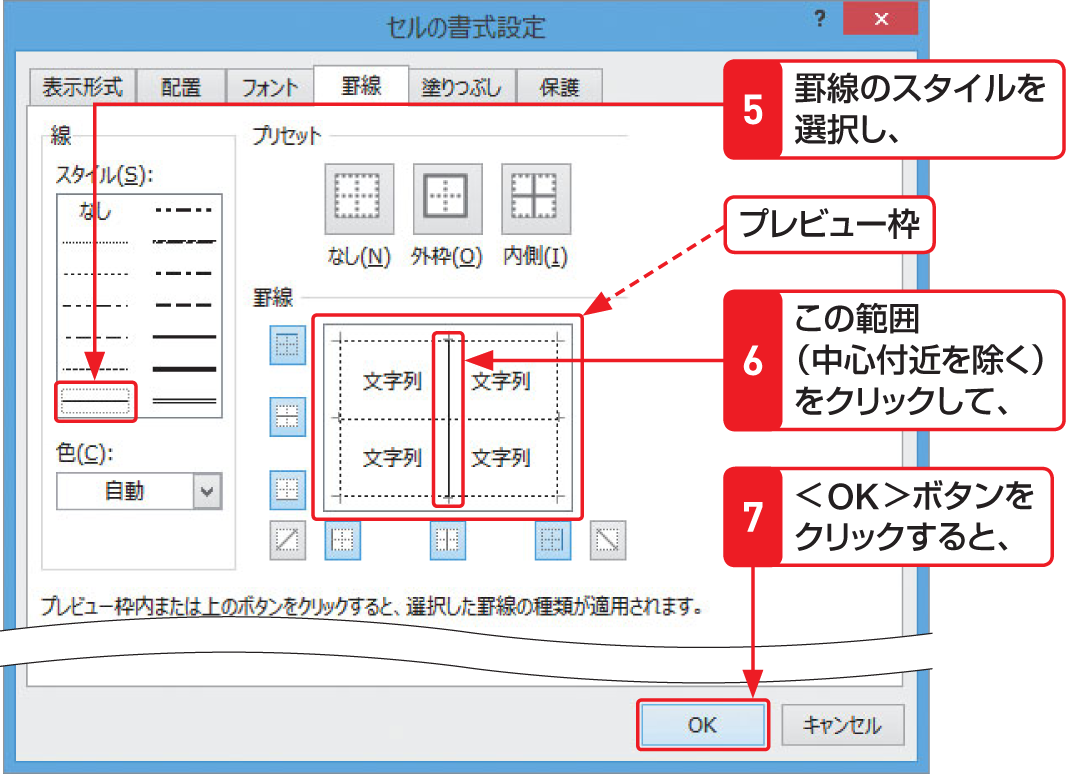 セルの書式設定
?
×
表示形式 配置 フォント 罫線 塗りつぶし 保護
5
罫線のスタイルを
選択し、
線
スタイル(S):
なし
プリセット
なし(N) 外枠(O) 内側(I)
プレビュー枠
罫線
文字列 文字列
文字列 文字列
6
この範囲
(中心付近を除く)
をクリックして、
色(C):
自動
7
<OK>ボタンを
クリックすると、
プレビュー枠内または上のボタンをクリックすると、選択した罫線の種類が適用されます。
OK キャンセル